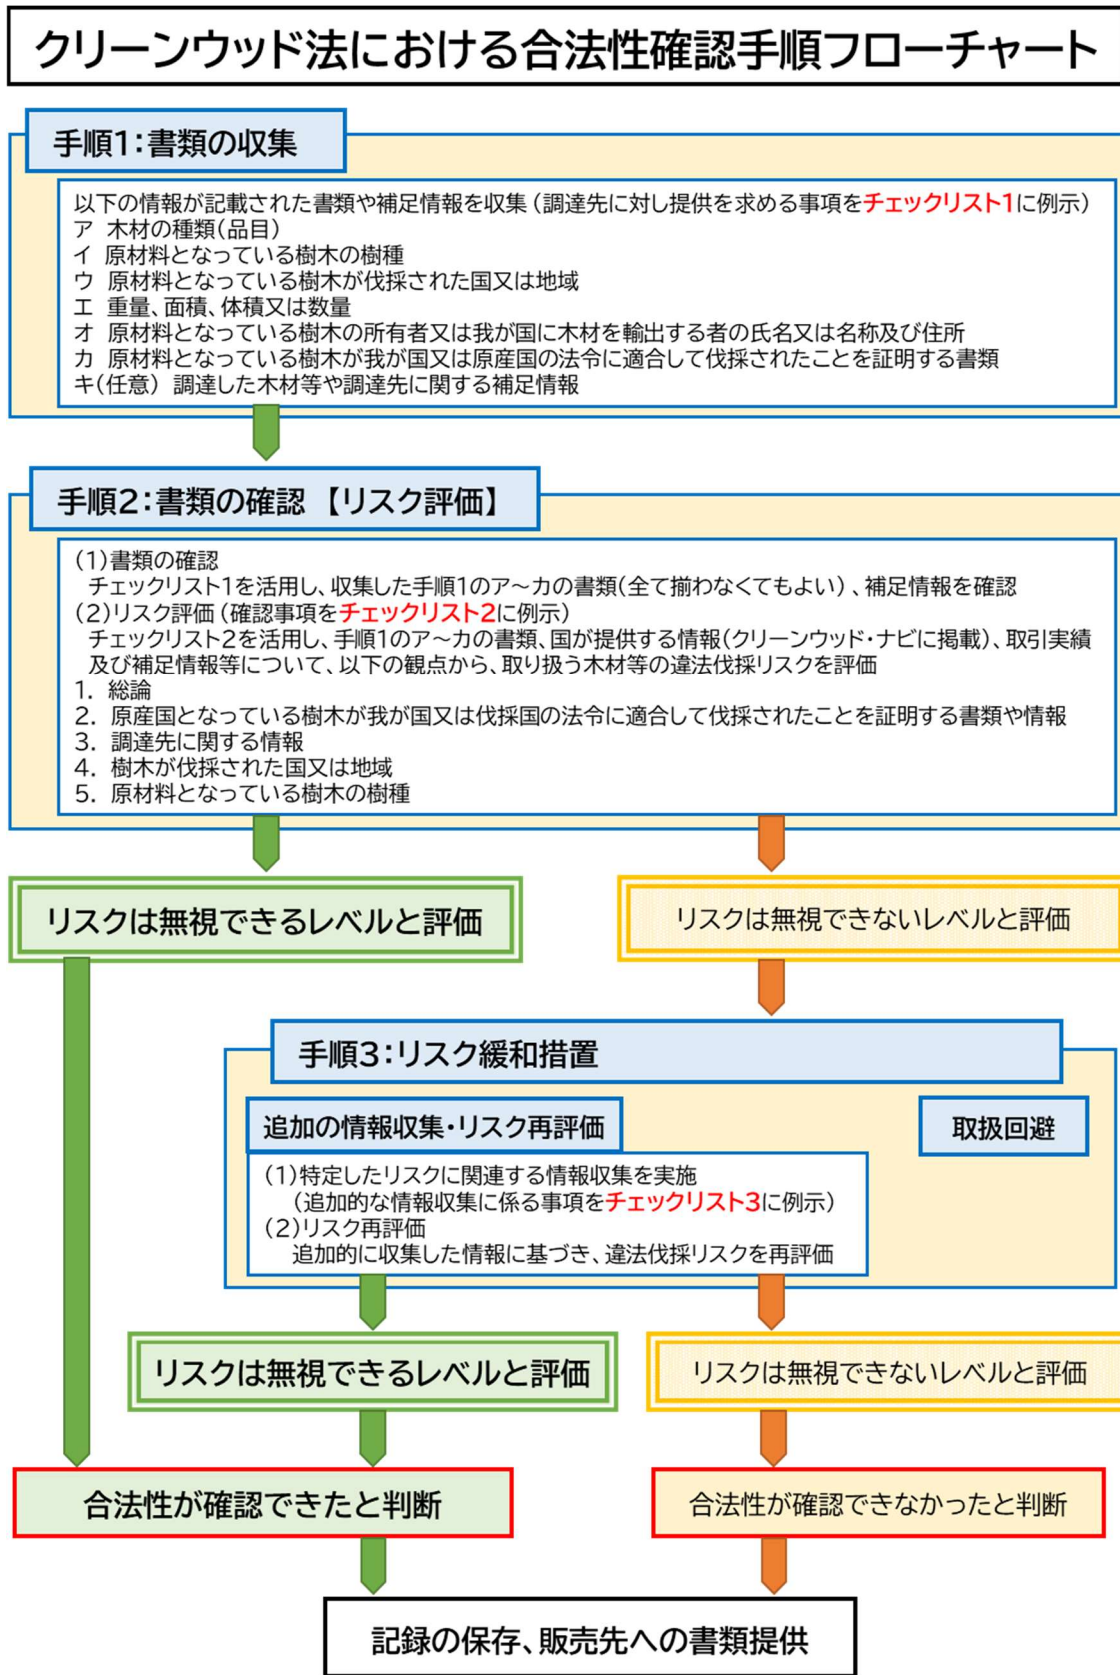 クリーンウッド法における合法性確認手順フローチャート
手順1：書類の収集
以下の情報が記載された書類や補足情報を収集（調達先に対し提供を求める事項をチェックリスト1に例示）
ア 木材の種類（品目）
イ 原材料となっている樹木の樹種
ウ 原材料となっている樹木が伐採された国又は地域
エ 重量、面積、体積又は数量
オ 原材料となっている樹木の所有者又は我が国に木材を輸出する者の氏名又は名称及び住所
カ 原材料となっている樹木が我が国又は原産国の法令に適合して伐採されたことを証明する書類
キ（任意） 調達した木材等や調達先に関する補足情報
手順2：書類の確認 【リスク評価】
（1）書類の確認
チェックリスト1を活用し、収集した手順1のア～カの書類（全て揃わなくてもよい）、補足情報を確認
（2）リスク評価（確認事項をチェックリスト2に例示）
チェックリスト2を活用し、手順1のア～カの書類、国が提供する情報（クリーンウッド・ナビに掲載）、取引実績
及び補足情報等について、以下の観点から、取り扱う木材等の違法伐採リスクを評価
1. 総論
2. 原産国となっている樹木が我が国又は伐採国の法令に適合して伐採されたことを証明する書類や情報
3. 調達先に関する情報
4. 樹木が伐採された国又は地域
5. 原材料となっている樹木の樹種
リスクは無視できるレベルと評価
リスクは無視できないレベルと評価
手順3：リスク緩和措置
追加の情報収集・リスク再評価
取扱回避
（1）特定したリスクに関連する情報収集を実施
（追加的な情報収集に係る事項をチェックリスト3に例示）
（2）リスク再評価
追加的に収集した情報に基づき、違法伐採リスクを再評価
リスクは無視できるレベルと評価
リスクは無視できないレベルと評価
合法性が確認できたと判断
合法性が確認できなかったと判断
記録の保存、販売先への書類提供